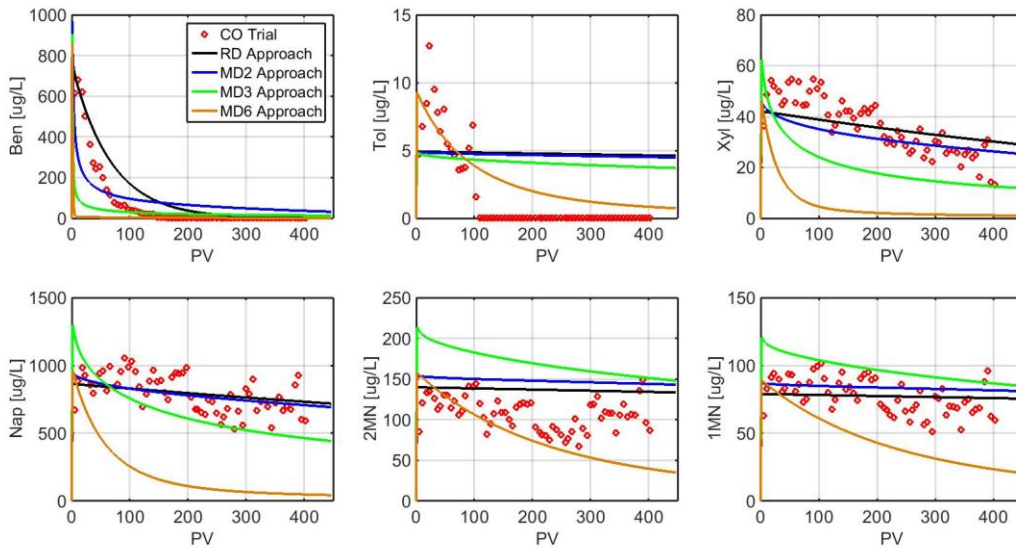 1000
800
600
400
200
0
Ben [ug/L]
CO Trial
RD Approach
MD2 Approach
MD3 Approach
MD6 Approach
0 100 200 300 400
PV
15
10
5
0
Tol [ug/L]
0 100 200 300 400
PV
80
60
40
20
0
Xyl [ug/L]
0 100 200 300 400
PV
1500
1000
500
0
Nap [ug/L]
0 100 200 300 400
PV
250
200
150
100
50
0
2MN [ug/L]
0 100 200 300 400
PV
150
100
50
0
1MN [ug/L]
0 100 200 300 400
PV